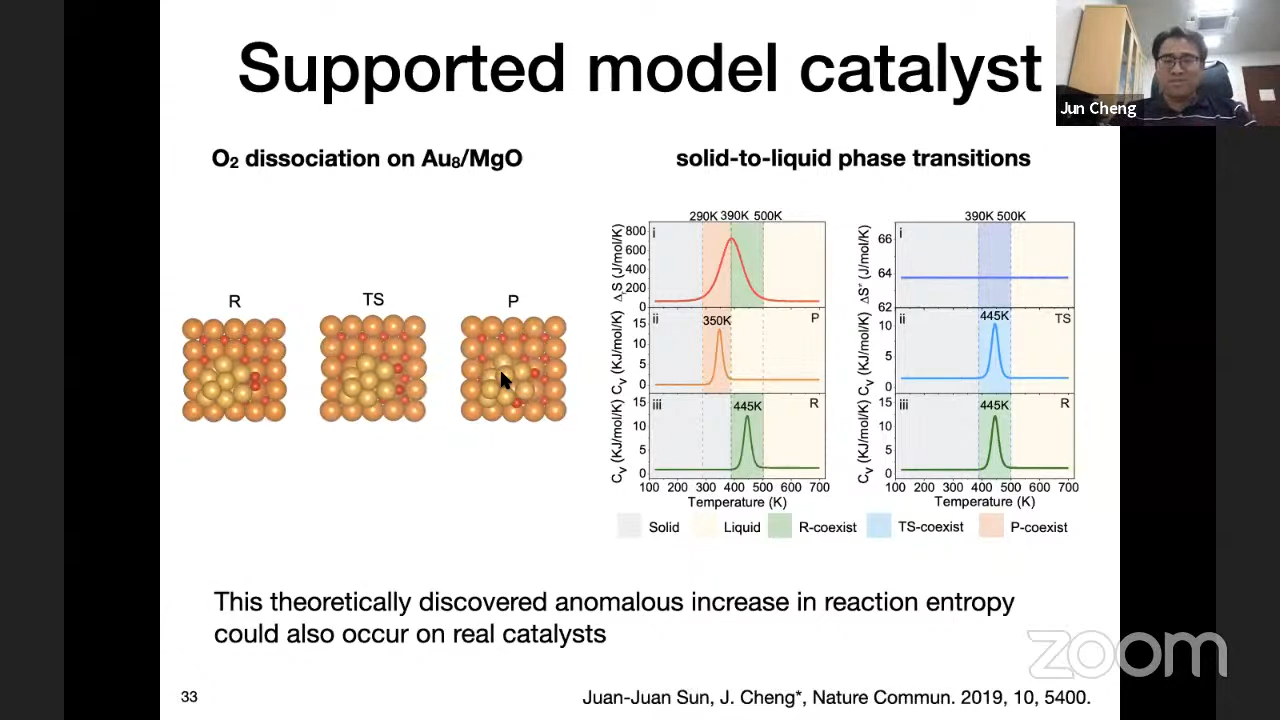 Supported model catalyst
Jun Cheng
O₂ dissociation on Au₈/MgO
solid-to-liquid phase transitions
R
TS
P
290K 390K 500K
i
800
600
400
200
0
ΔS (J/mol/K)
ii
350K
P
15
10
5
0
Cᵥ (KJ/mol/K)
iii
445K
R
15
10
5
0
Cᵥ (KJ/mol/K)
100 200 300 400 500 600 700
Temperature (K)
390K 500K
i
66
64
62
ΔS (J/mol/K)
ii
445K
TS
10
5
0
Cᵥ (KJ/mol/K)
iii
445K
R
15
10
5
0
Cᵥ (KJ/mol/K)
100 200 300 400 500 600 700
Temperature (K)
Solid
Liquid
R-coexist
TS-coexist
P-coexist
This theoretically discovered anomalous increase in reaction entropy
could also occur on real catalysts
zoom
33
Juan-Juan Sun, J. Cheng*, Nature Commun. 2019, 10, 5400.